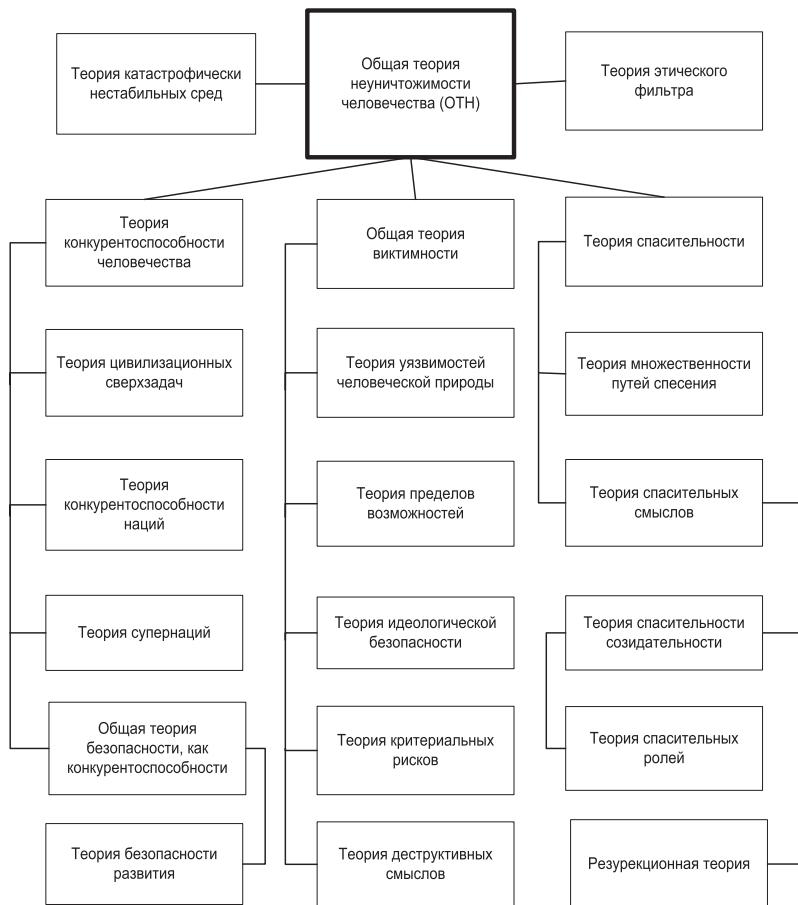 Теория катастрофически
нестабильных сред
Общая теория
неуничтожимости
человечества (ОТН)
Теория этического
фильтра
Теория
конкурентоспособности
человечества
Общая теория
виктимности
Теория спасительности
Теория цивилизационных
сверхзадач
Теория уязвимостей
человеческой природы
Теория множественности
путей спесения
Теория
конкурентоспособности
наций
Теория пределов
возможностей
Теория спасительных
смыслов
Теория супернаций
Теория идеологической
безопасности
Теория спасительности
созидательности
Общая теория
безопасности, как
конкурентоспособности
Теория критериальных
рисков
Теория спасительных
ролей
Теория безопасности
развития
Теория деструктивных
смыслов
Резурекционная теория